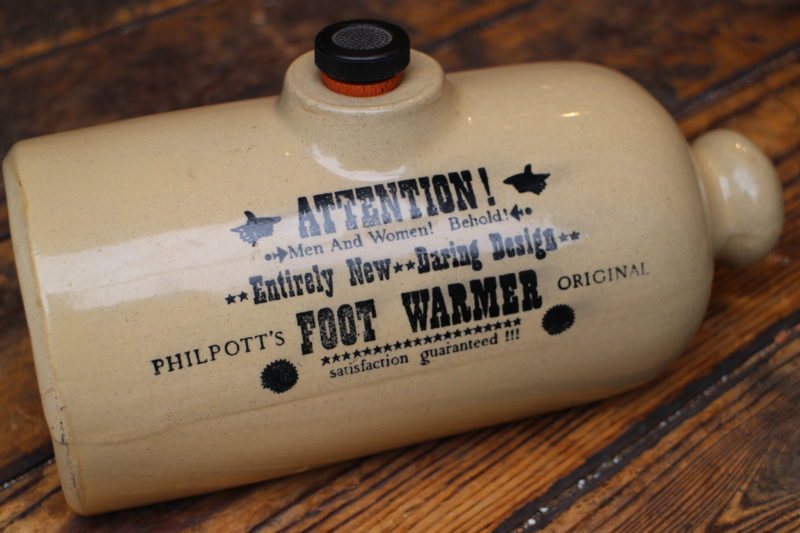 ATTENTION!
Men And Women! Behold!
Entirely New★★Daring Design★★
PHILPOTT'S FOOT WARMER ORIGINAL
satisfaction guaranteed !!!